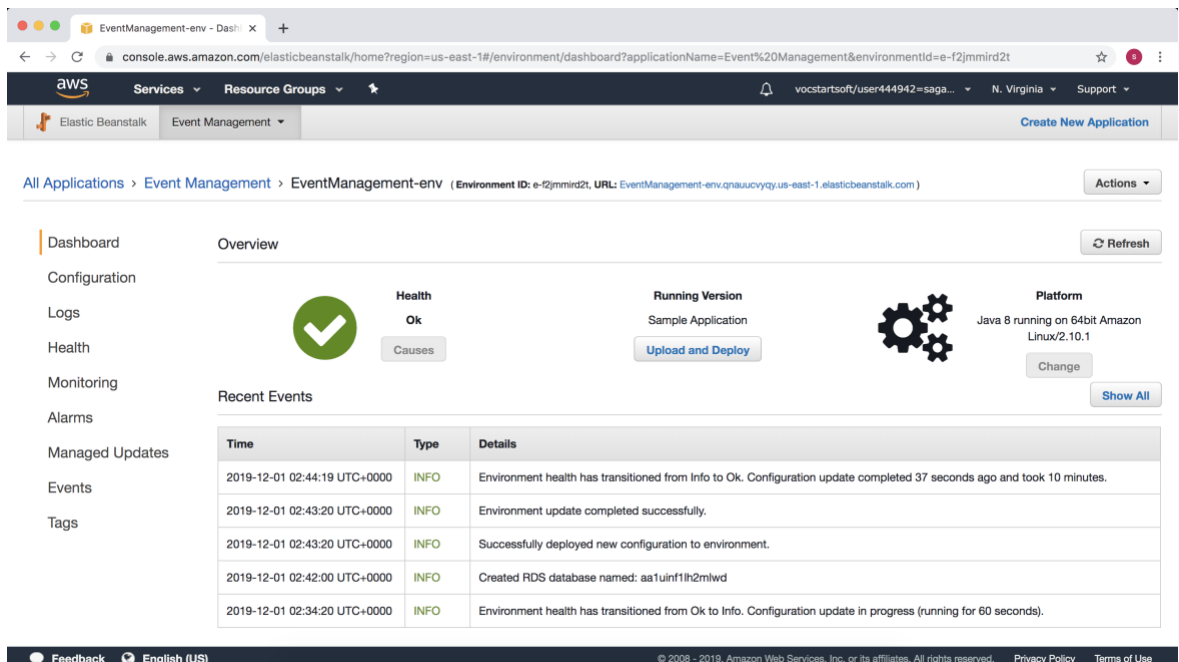 EventManagement-env - Dash
console.aws.amazon.com/elasticbeanstalk/home?region=us-east-1#/environment/dashboard?applicationName=Event%20Management&environmentId=e-f2jmmird2t
S
aws Services Resource Groups vocstartsoft/user444942=saga... N. Virginia Support
Elastic Beanstalk Event Management Create New Application
All Applications > Event Management > EventManagement-env ( Environment ID: e-f2jmmird2t, URL: EventManagement-env.qnauucvyqy.us-east-1.elasticbeanstalk.com ) Actions
Dashboard
Configuration
Logs
Health
Monitoring
Alarms
Managed Updates
Events
Tags
Overview Refresh
Health
Ok
Causes
Running Version
Sample Application
Upload and Deploy
Platform
Java 8 running on 64bit Amazon
Linux/2.10.1
Change
Recent Events Show All
Time Type Details
2019-12-01 02:44:19 UTC+0000 INFO Environment health has transitioned from Info to Ok. Configuration update completed 37 seconds ago and took 10 minutes.
2019-12-01 02:43:20 UTC+0000 INFO Environment update completed successfully.
2019-12-01 02:43:20 UTC+0000 INFO Successfully deployed new configuration to environment.
2019-12-01 02:42:00 UTC+0000 INFO Created RDS database named: aa1uinf1lh2mlwd
2019-12-01 02:34:20 UTC+0000 INFO Environment health has transitioned from Ok to Info. Configuration update in progress (running for 60 seconds).
Feedback English (US) © 2008 - 2019, Amazon Web Services, Inc. or its affiliates. All rights reserved. Privacy Policy Terms of Use